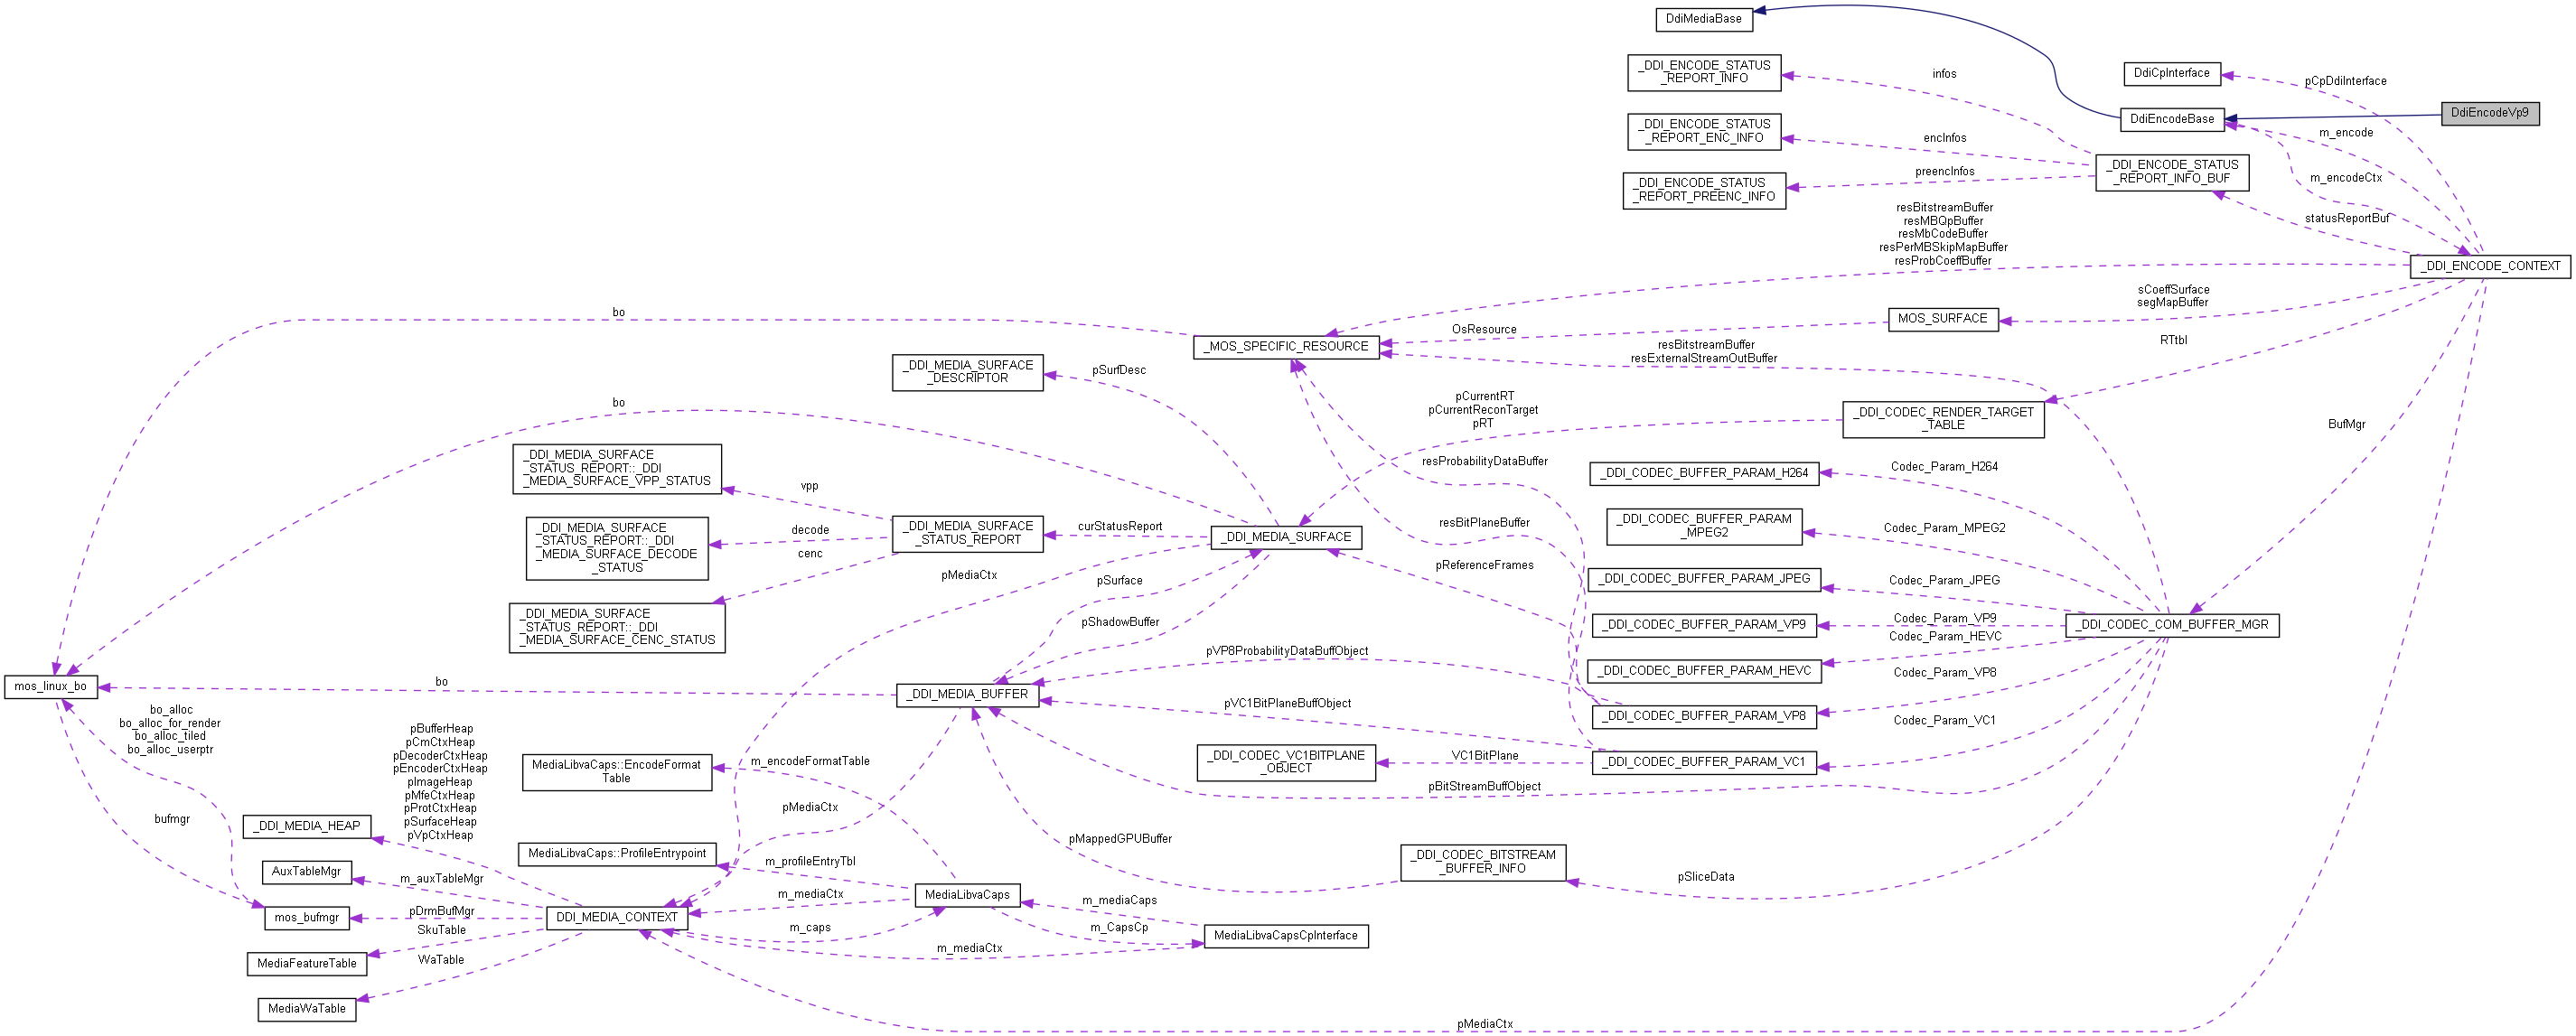 DdiMediaBase
_DDI_ENCODE_STATUS
_REPORT_INFO
infos
DdiCpInterface
pCpDdiInterface
DdiEncodeVp9
_DDI_ENCODE_STATUS
_REPORT_ENC_INFO
encInfos
DdiEncodeBase
m_encode
_DDI_ENCODE_STATUS
_REPORT_PREENC_INFO
preencInfos
_DDI_ENCODE_STATUS
_REPORT_INFO_BUF
m_encodeCtx
statusReportBuf
resBitstreamBuffer
resMBQpBuffer
resMbCodeBuffer
resPerMBSkipMapBuffer
resProbCoeffBuffer
_DDI_ENCODE_CONTEXT
sCoeffSurface
segMapBuffer
bo
_MOS_SPECIFIC_RESOURCE
OsResource
MOS_SURFACE
RTtbl
resBitstreamBuffer
resExternalStreamOutBuffer
_DDI_MEDIA_SURFACE
_DESCRIPTOR
pSurfDesc
bo
pCurrentRT
pCurrentReconTarget
pRT
_DDI_CODEC_RENDER_TARGET
_TABLE
BufMgr
_DDI_MEDIA_SURFACE
_STATUS_REPORT::_DDI
_MEDIA_SURFACE_VPP_STATUS
vpp
resProbabilityDataBuffer
_DDI_CODEC_BUFFER_PARAM_H264
Codec_Param_H264
_DDI_MEDIA_SURFACE
_STATUS_REPORT::_DDI
_MEDIA_SURFACE_DECODE
_STATUS
decode
cenc
_DDI_MEDIA_SURFACE
_STATUS_REPORT
curStatusReport
_DDI_MEDIA_SURFACE
resBitPlaneBuffer
_DDI_CODEC_BUFFER_PARAM
_MPEG2
Codec_Param_MPEG2
pReferenceFrames
_DDI_CODEC_BUFFER_PARAM_JPEG
Codec_Param_JPEG
_DDI_MEDIA_SURFACE
_STATUS_REPORT::_DDI
_MEDIA_SURFACE_CENC_STATUS
pMediaCtx
pSurface
pShadowBuffer
_DDI_CODEC_BUFFER_PARAM_VP9
Codec_Param_VP9
_DDI_CODEC_COM_BUFFER_MGR
Codec_Param_HEVC
pVP8ProbabilityDataBuffObject
_DDI_CODEC_BUFFER_PARAM_HEVC
Codec_Param_VP8
mos_linux_bo
bo
_DDI_MEDIA_BUFFER
pVC1BitPlaneBuffObject
_DDI_CODEC_BUFFER_PARAM_VP8
Codec_Param_VC1
bo_alloc
bo_alloc_for_render
bo_alloc_tiled
bo_alloc_userptr
pBufferHeap
pCmCtxHeap
pDecoderCtxHeap
pEncoderCtxHeap
pImageHeap
pMfeCtxHeap
pProtCtxHeap
pSurfaceHeap
pVpCtxHeap
MediaLibvaCaps::EncodeFormat
Table
m_encodeFormatTable
_DDI_CODEC_VC1BITPLANE
_OBJECT
VC1BitPlane
_DDI_CODEC_BUFFER_PARAM_VC1
pBitStreamBuffObject
bufmgr
_DDI_MEDIA_HEAP
pMediaCtx
pMappedGPUBuffer
MediaLibvaCaps::ProfileEntrypoint
m_profileEntryTbl
_DDI_CODEC_BITSTREAM
_BUFFER_INFO
pSliceData
AuxTableMgr
m_auxTableMgr
m_mediaCtx
MediaLibvaCaps
m_mediaCaps
mos_bufmgr
pDrmBufMgr
DDI_MEDIA_CONTEXT
m_caps
m_CapsCp
MediaLibvaCapsCpInterface
SkuTable
m_mediaCtx
MediaFeatureTable
WaTable
MediaWaTable
pMediaCtx